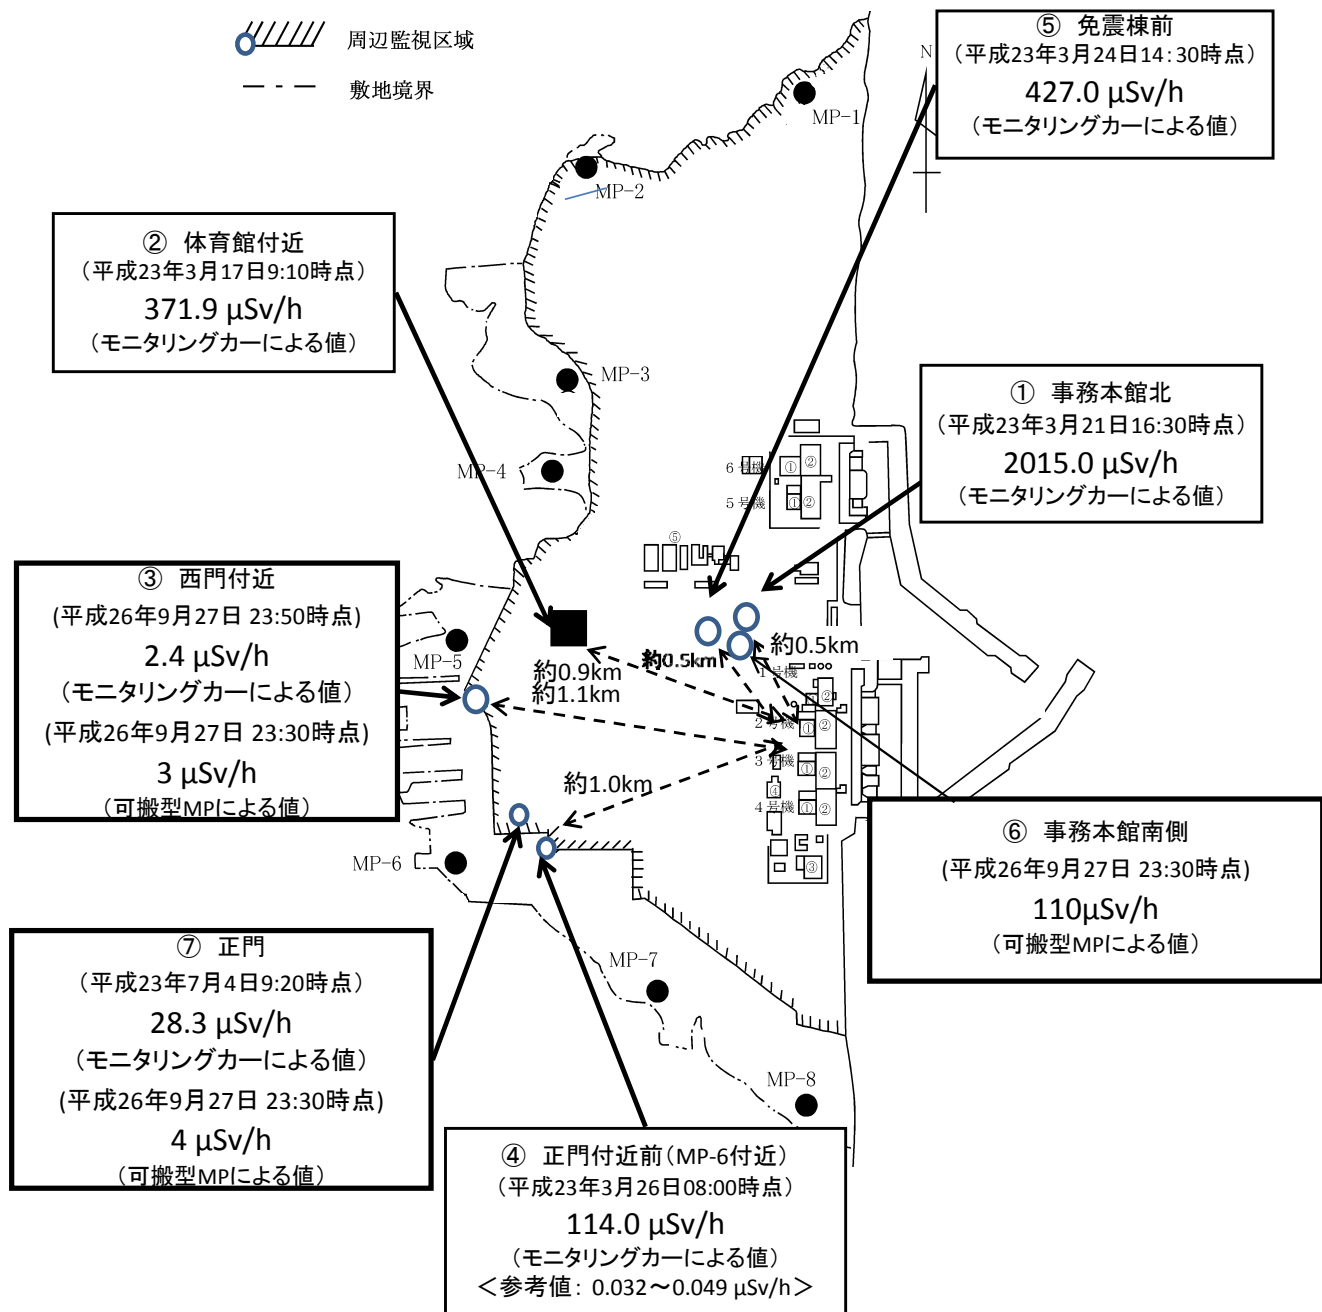 周辺監視区域
敷地境界
⑤ 免震棟前
(平成23年3月24日14:30時点)
427.0 μSv/h
(モニタリングカーによる値)
N
MP-1
MP-2
② 体育館付近
(平成23年3月17日9:10時点)
371.9 μSv/h
(モニタリングカーによる値)
MP-3
① 事務本館北
(平成23年3月21日16:30時点)
2015.0 μSv/h
(モニタリングカーによる値)
MP-4
6号機
① ②
5号機
① ②
⑤
③ 西門付近
(平成26年9月27日 23:50時点)
2.4 μSv/h
(モニタリングカーによる値)
(平成26年9月27日 23:30時点)
3 μSv/h
(可搬型MPによる値)
MP-5
約0.9km
約1.1km
約0.5km
約0.5km
1号機
②
2号機
① ②
3号機
① ②
④
4号機
① ②
③
約1.0km
MP-6
⑥ 事務本館南側
(平成26年9月27日 23:30時点)
110μSv/h
(可搬型MPによる値)
⑦ 正門
(平成23年7月4日9:20時点)
28.3 μSv/h
(モニタリングカーによる値)
(平成26年9月27日 23:30時点)
4 μSv/h
(可搬型MPによる値)
MP-7
MP-8
④ 正門付近前(MP-6付近)
(平成23年3月26日08:00時点)
114.0 μSv/h
(モニタリングカーによる値)
<参考値: 0.032～0.049 μSv/h>